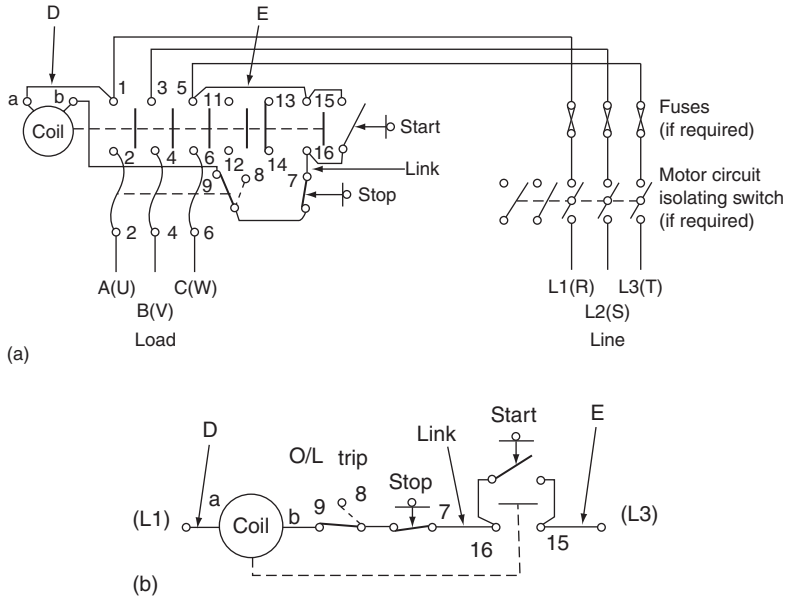 D
E
1 3 5 11 13 15
a b
Coil
Start
2 4 6 12 14 16
9 8 7
Link
Stop
2 4 6
A(U) C(W)
B(V)
Load
Fuses
(if required)
Motor circuit
isolating switch
(if required)
L1(R) L3(T)
L2(S)
Line
(a)
Start
D
Link
E
O/L trip
Stop
a 9 8 7
(L1)
Coil
b
(L3)
16 15
(b)